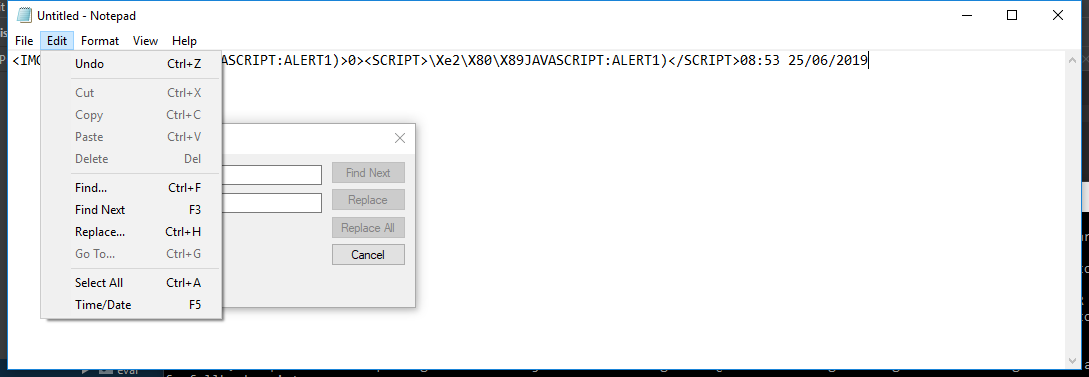 Untitled - Notepad
File Edit Format View Help
<IMG ASCRIPT:ALERT1)>0><SCRIPT>\Xe2\X80\X89JAVASCRIPT:ALERT1)</SCRIPT>08:53 25/06/2019
Undo Ctrl+Z
Cut Ctrl+X
Copy Ctrl+C
Paste Ctrl+V
Delete Del
Find... Ctrl+F
Find Next F3
Replace... Ctrl+H
Go To... Ctrl+G
Select All Ctrl+A
Time/Date F5
Find Next
Replace
Replace All
Cancel
eval